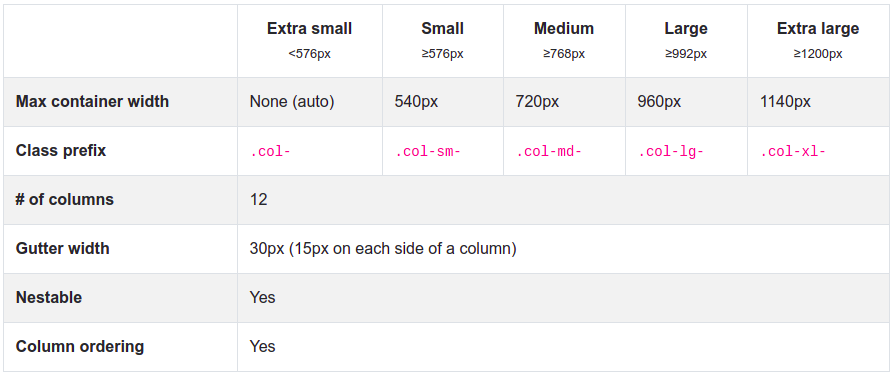 Extra small Small Medium Large Extra large
<576px ≥576px ≥768px ≥992px ≥1200px
Max container width None (auto) 540px 720px 960px 1140px
Class prefix .col- .col-sm- .col-md- .col-lg- .col-xl-
# of columns 12
Gutter width 30px (15px on each side of a column)
Nestable Yes
Column ordering Yes